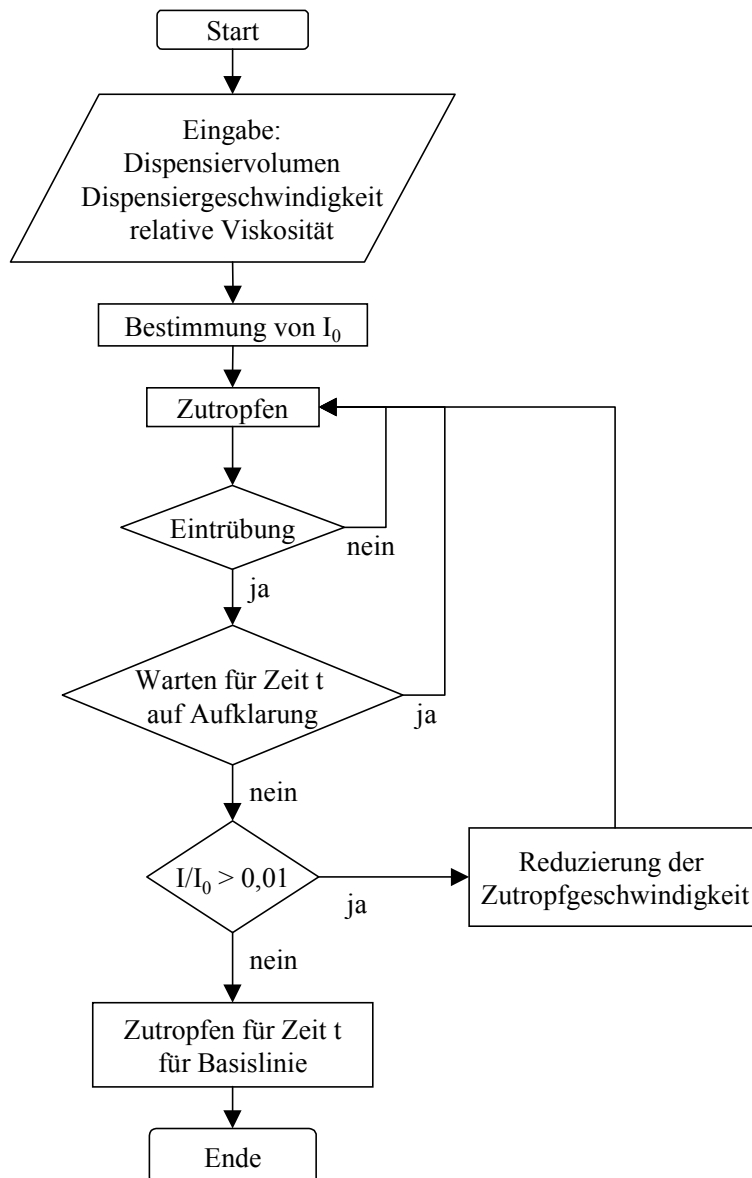 Start
Eingabe:
Dispensiervolumen
Dispensiergeschwindigkeit
relative Viskosität
Bestimmung von I₀
Zutropfen
Eintrübung
nein
ja
Warten für Zeit t
auf Aufklarung
ja
nein
I/I₀ > 0,01
ja
Reduzierung der
Zutropfgeschwindigkeit
nein
Zutropfen für Zeit t
für Basislinie
Ende